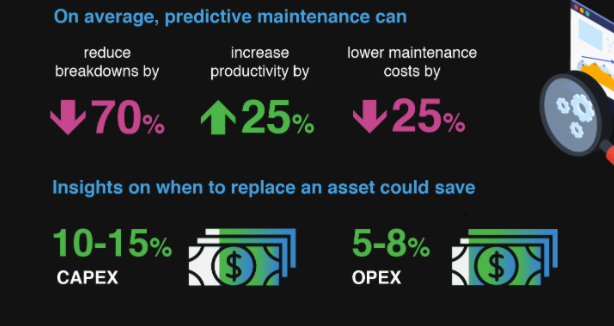 On average, predictive maintenance can
reduce
breakdowns by
70%
increase
productivity by
25%
lower maintenance
costs by
25%
Insights on when to replace an asset could save
10-15%
CAPEX
$
5-8%
OPEX
$